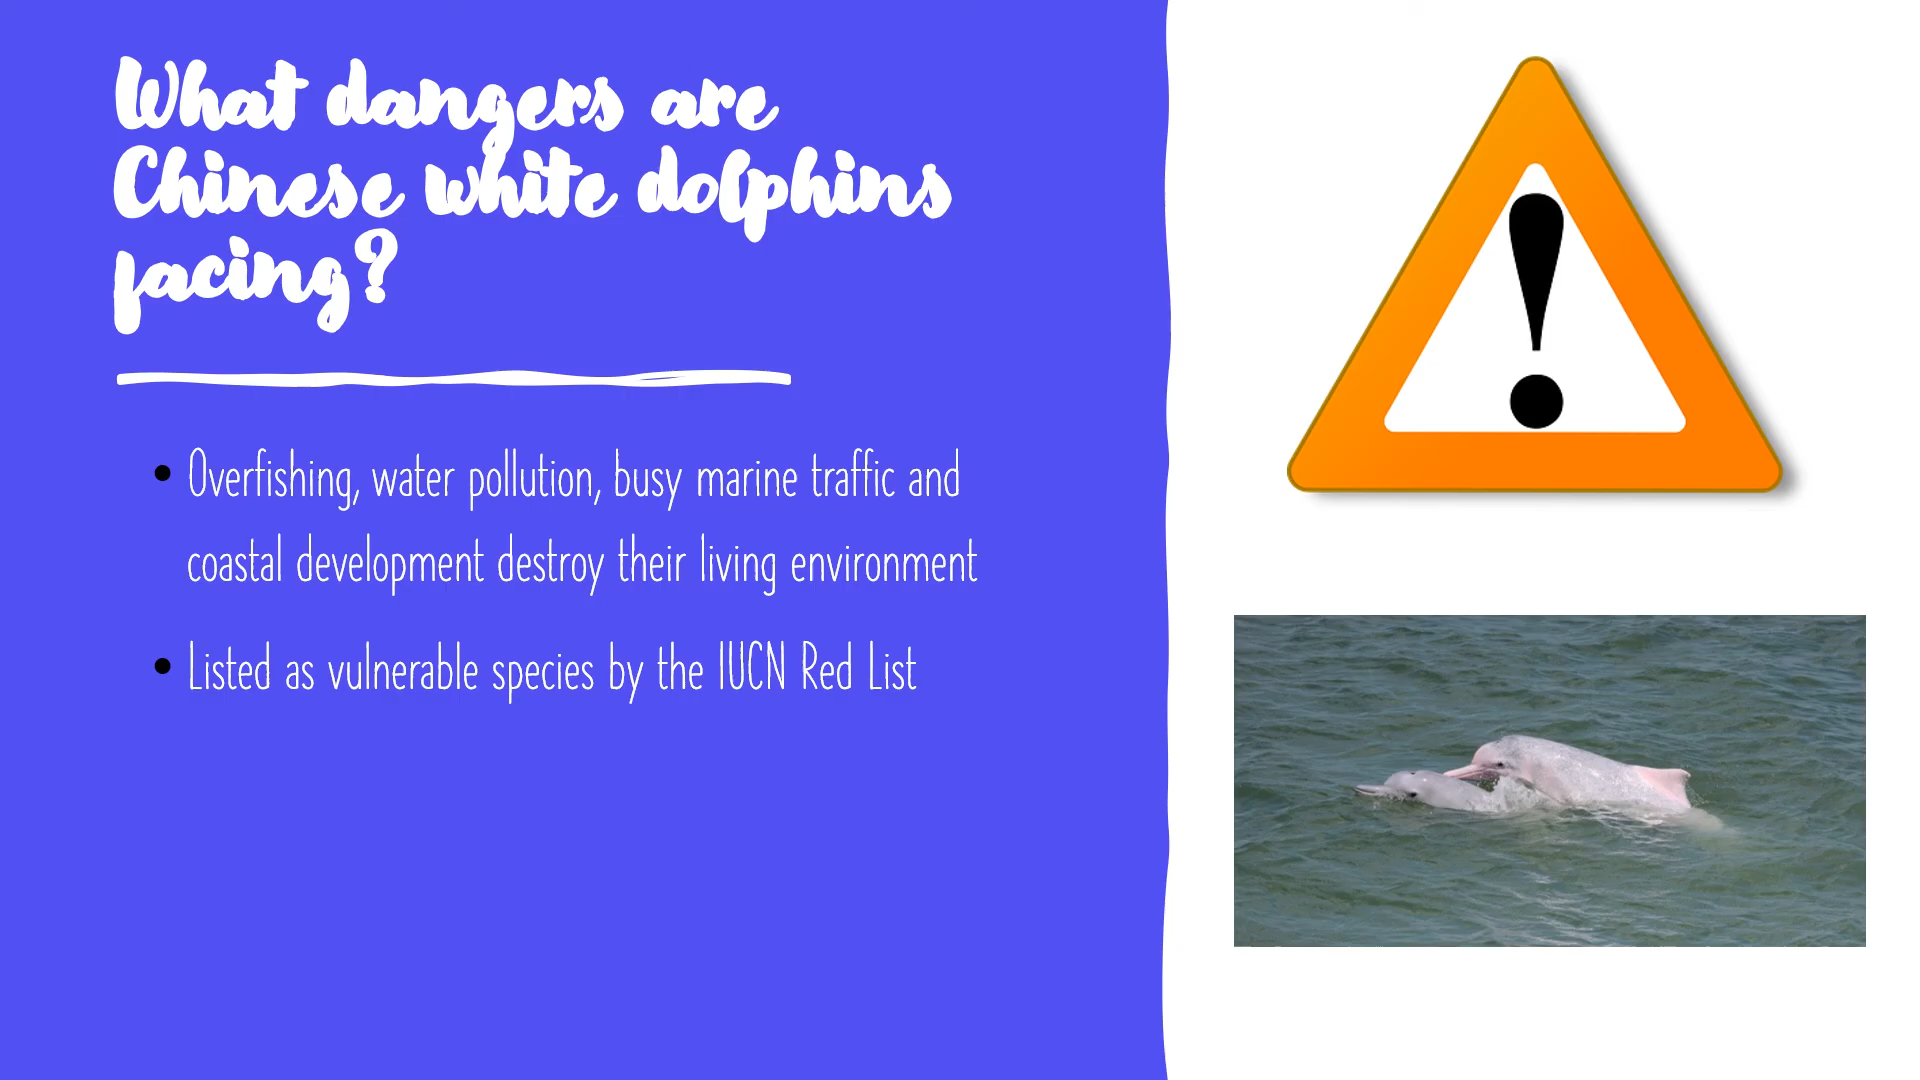 What dangers are
Chinese white dolphins
facing?
• Overfishing, water pollution, busy marine traffic and
coastal development destroy their living environment
• Listed as vulnerable species by the IUCN Red List
!